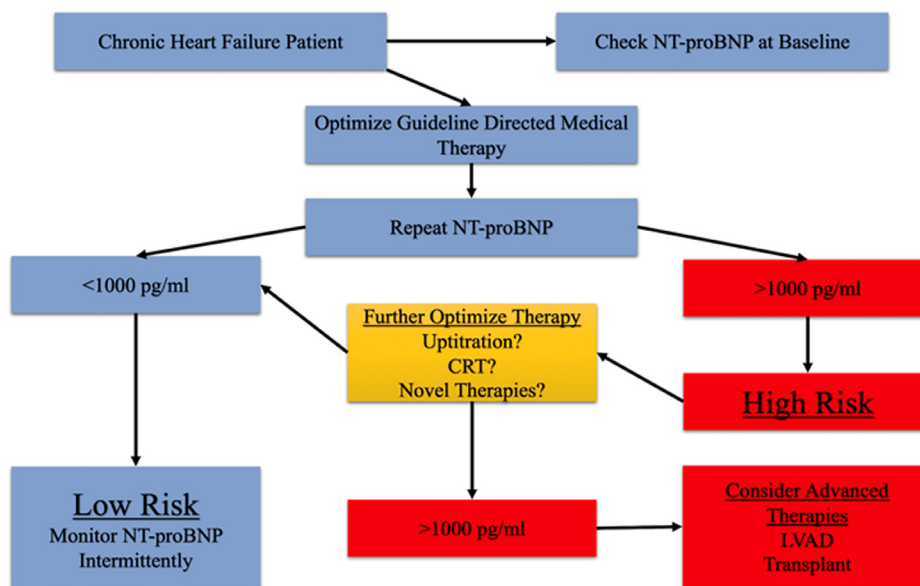 Chronic Heart Failure Patient
Check NT-proBNP at Baseline
Optimize Guideline Directed Medical
Therapy
Repeat NT-proBNP
<1000 pg/ml
>1000 pg/ml
Further Optimize Therapy
Uptitration?
CRT?
Novel Therapies?
High Risk
Low Risk
Monitor NT-proBNP
Intermittently
>1000 pg/ml
Consider Advanced
Therapies
LVAD
Transplant